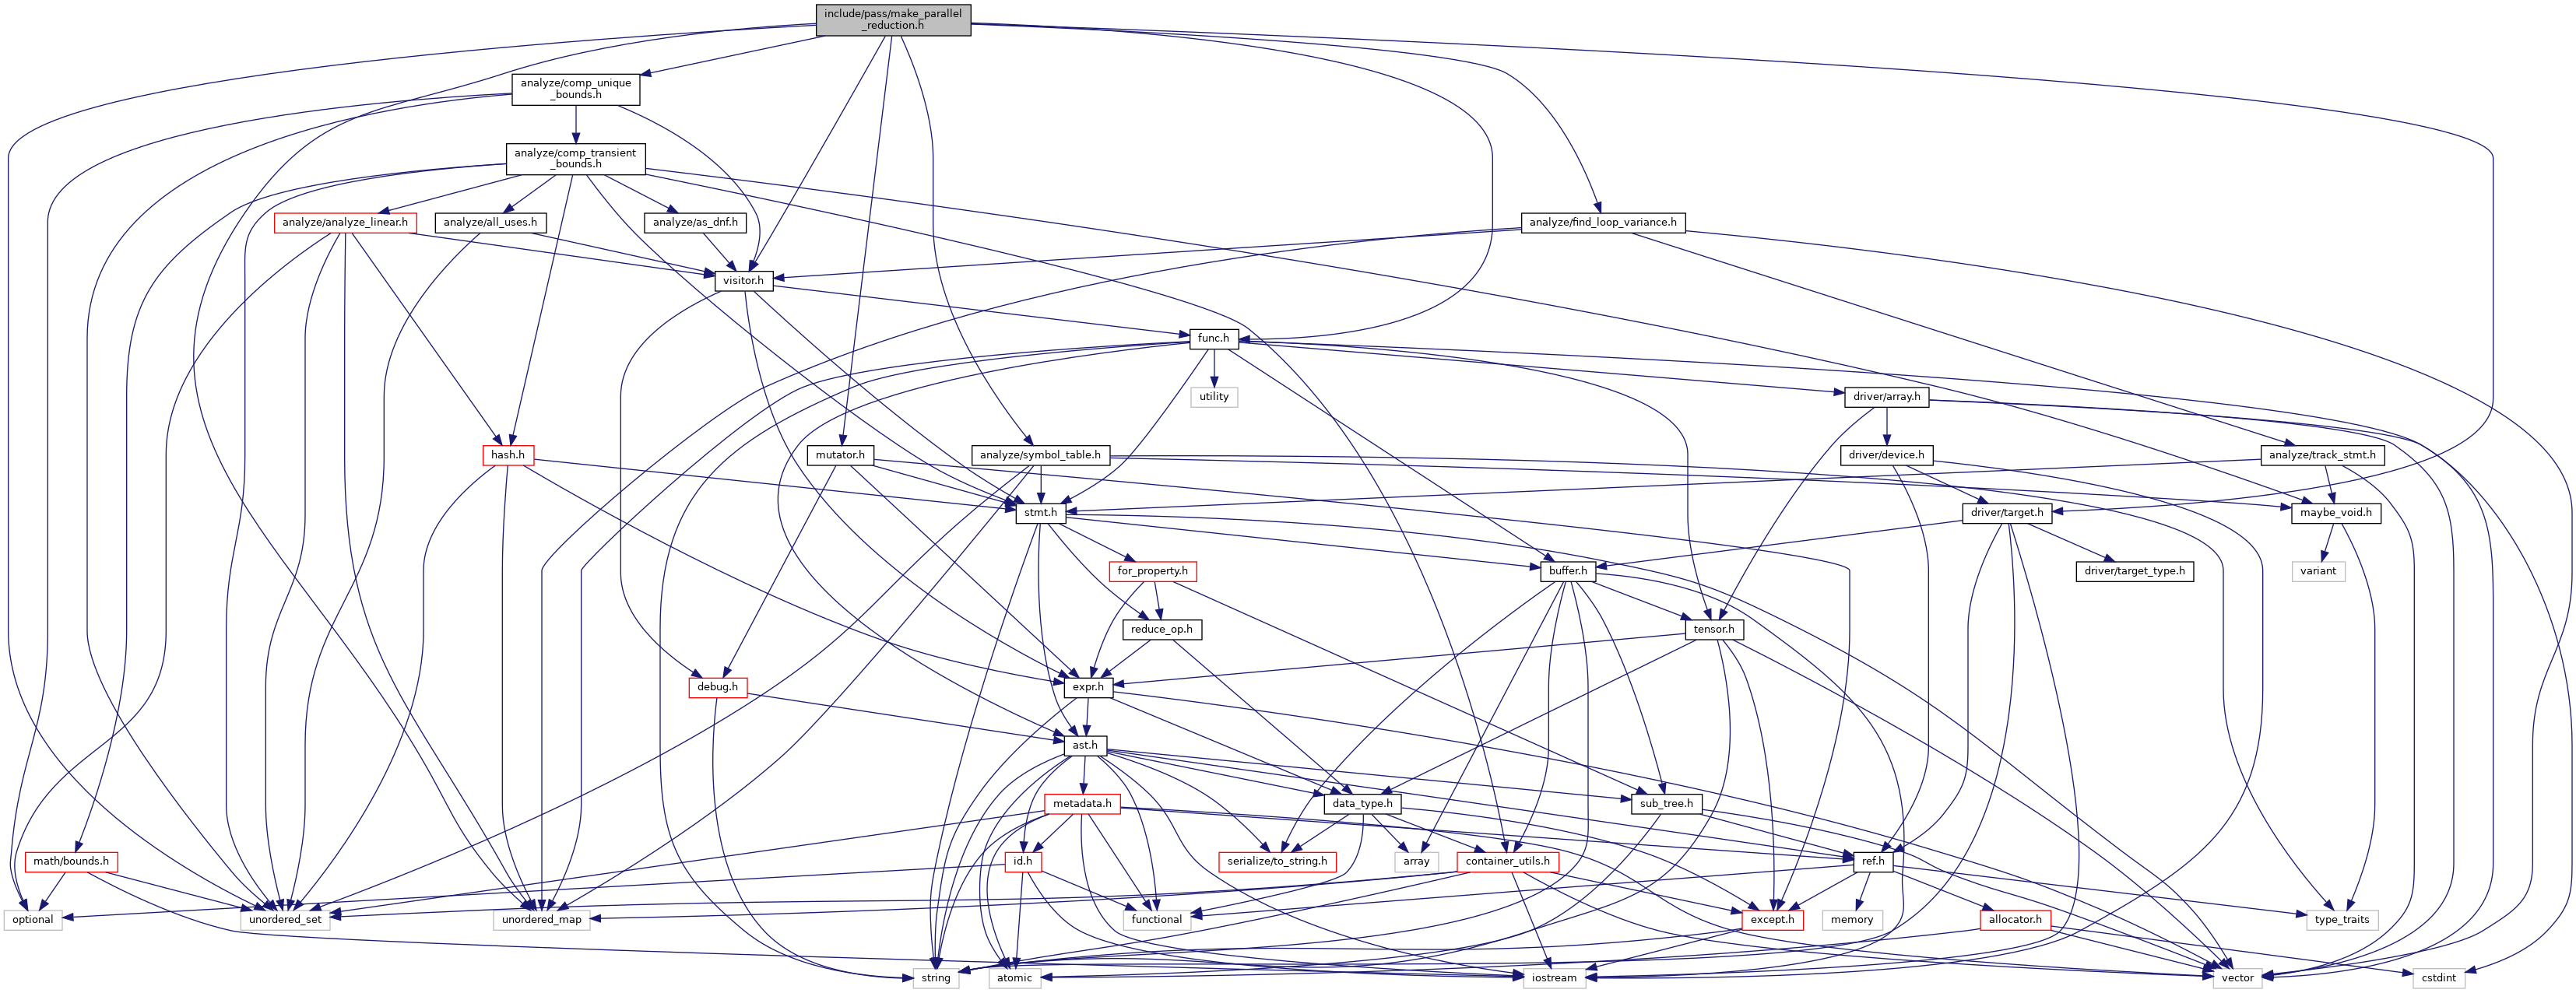 include/pass/make_parallel
_reduction.h
analyze/comp_unique
_bounds.h
analyze/comp_transient
_bounds.h
analyze/analyze_linear.h
analyze/all_uses.h
analyze/as_dnf.h
analyze/find_loop_variance.h
visitor.h
func.h
utility
driver/array.h
hash.h
mutator.h
analyze/symbol_table.h
driver/device.h
analyze/track_stmt.h
stmt.h
driver/target.h
maybe_void.h
for_property.h
buffer.h
driver/target_type.h
variant
reduce_op.h
tensor.h
debug.h
expr.h
ast.h
metadata.h
data_type.h
sub_tree.h
math/bounds.h
id.h
serialize/to_string.h
array
container_utils.h
ref.h
optional
unordered_set
unordered_map
functional
except.h
memory
allocator.h
type_traits
string
atomic
iostream
vector
cstdint